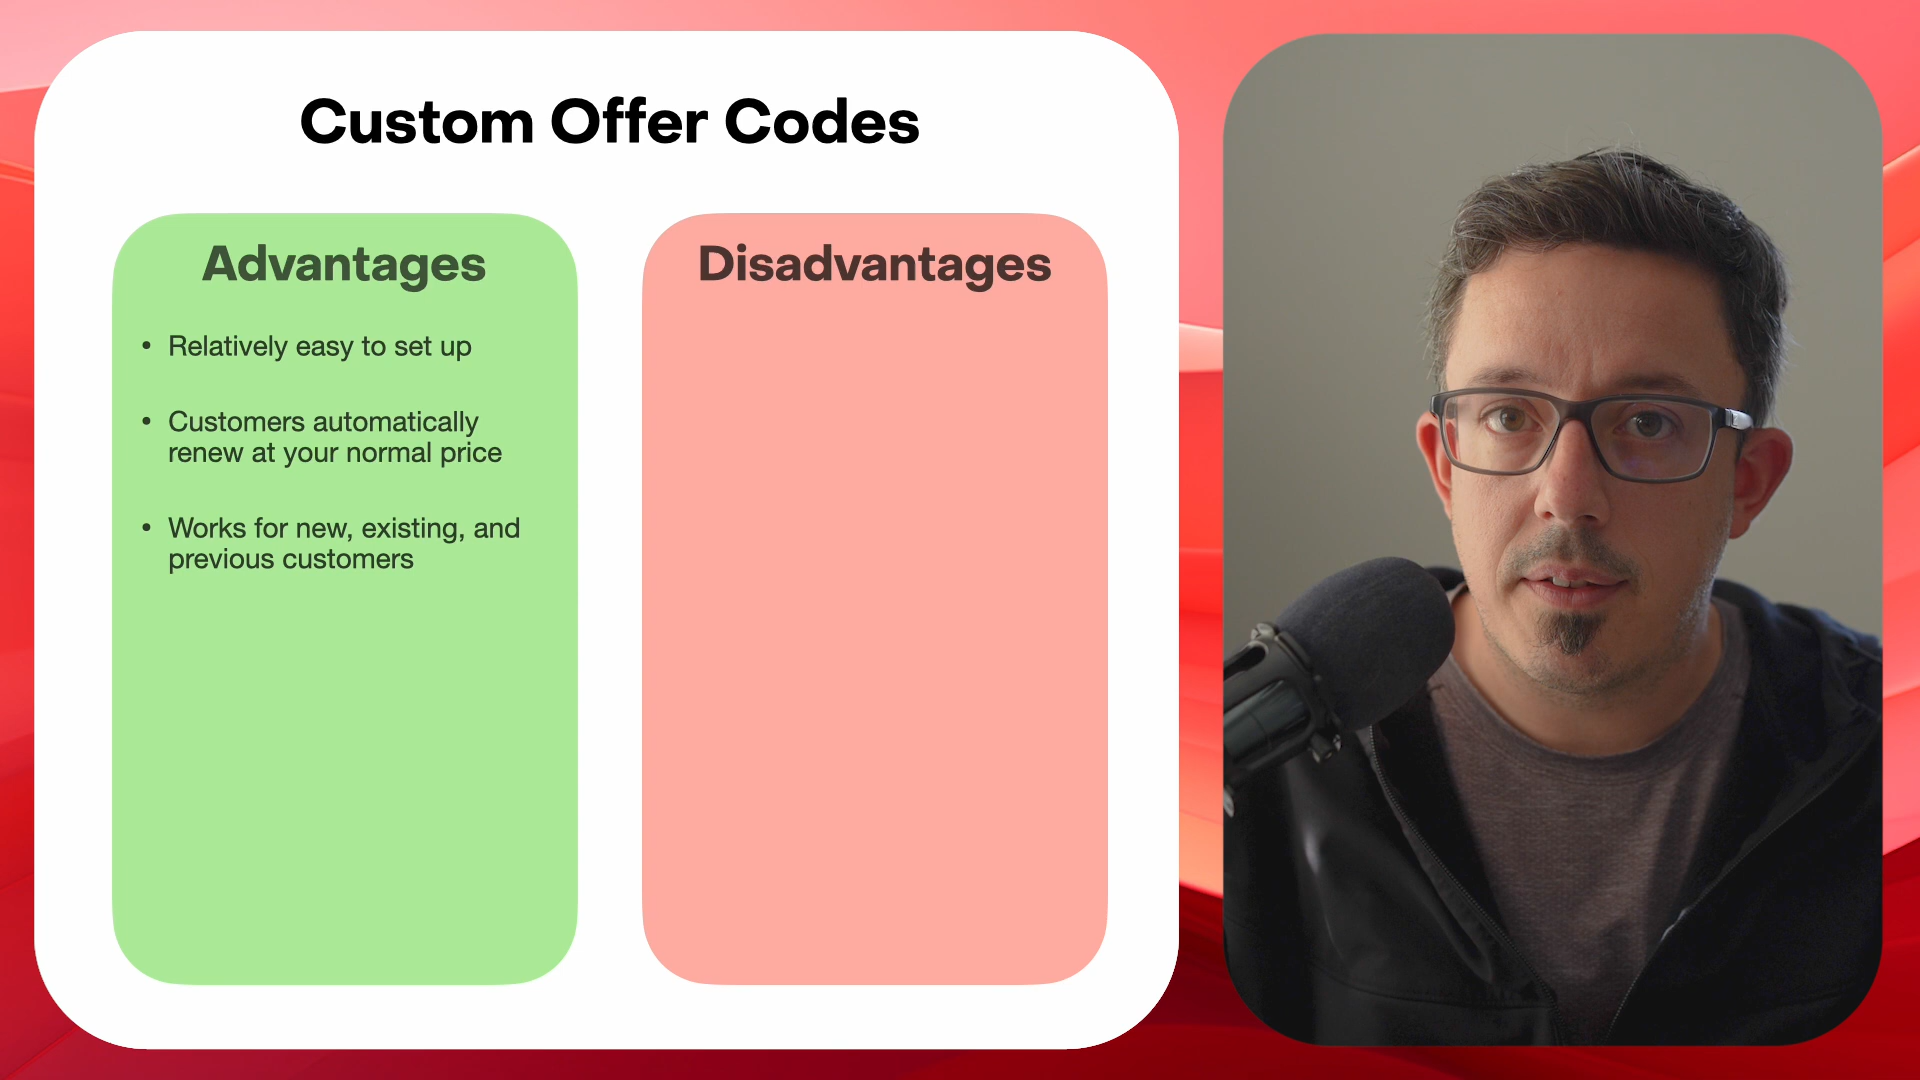 Custom Offer Codes
Advantages
• Relatively easy to set up
• Customers automatically
renew at your normal price
• Works for new, existing, and
previous customers
Disadvantages